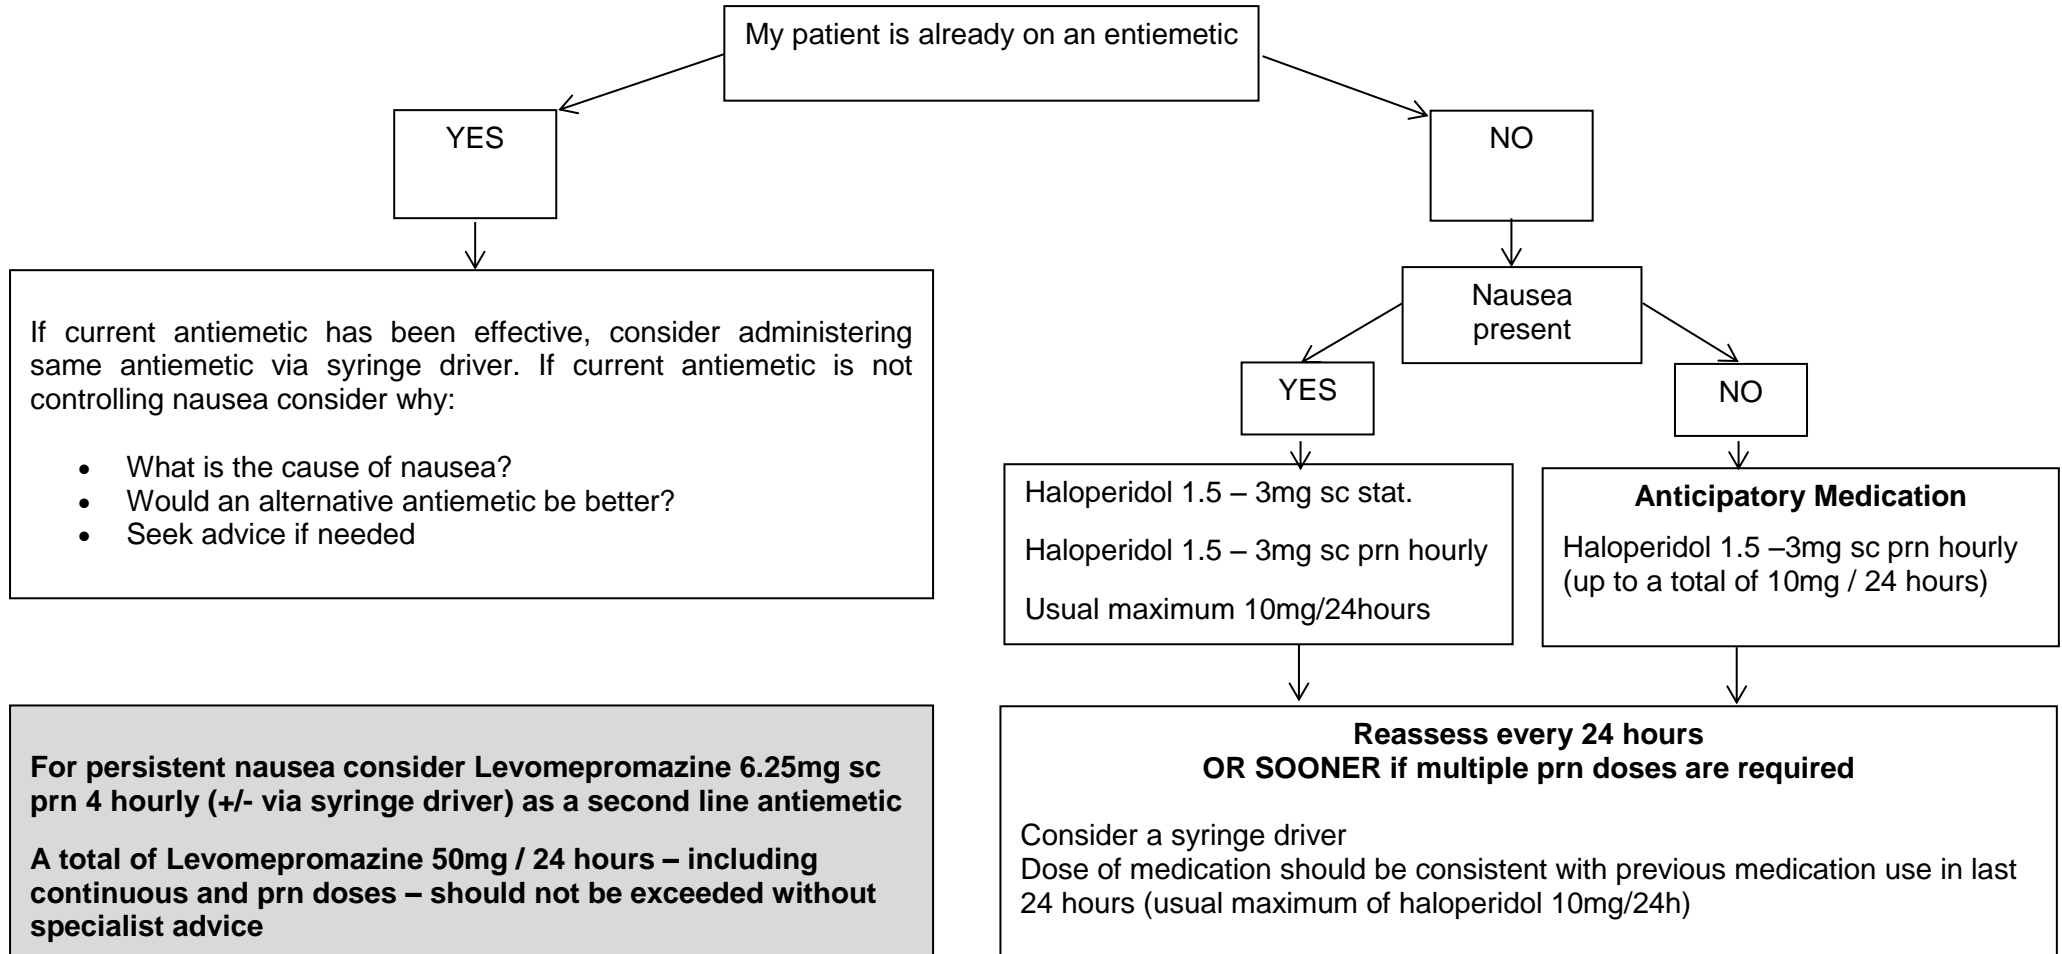 My patient is already on an entiemetic
YES
NO
If current antiemetic has been effective, consider administering
same antiemetic via syringe driver. If current antiemetic is not
controlling nausea consider why:
• What is the cause of nausea?
• Would an alternative antiemetic be better?
• Seek advice if needed
Nausea
present
YES
NO
Haloperidol 1.5 – 3mg sc stat.
Haloperidol 1.5 – 3mg sc prn hourly
Usual maximum 10mg/24hours
Anticipatory Medication
Haloperidol 1.5 –3mg sc prn hourly
(up to a total of 10mg / 24 hours)
For persistent nausea consider Levomepromazine 6.25mg sc
prn 4 hourly (+/- via syringe driver) as a second line antiemetic
A total of Levomepromazine 50mg / 24 hours – including
continuous and prn doses – should not be exceeded without
specialist advice
Reassess every 24 hours
OR SOONER if multiple prn doses are required
Consider a syringe driver
Dose of medication should be consistent with previous medication use in last
24 hours (usual maximum of haloperidol 10mg/24h)